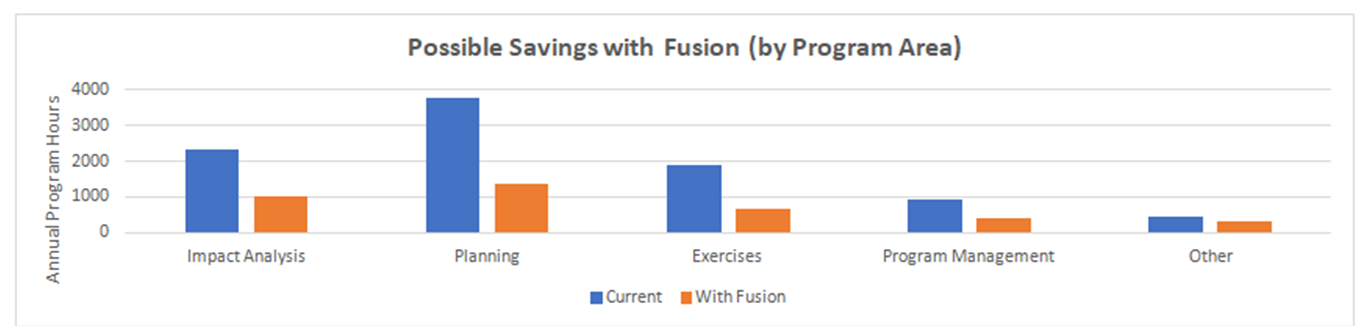 Possible Savings with Fusion (by Program Area)
Annual Program Hours
4000
3000
2000
1000
0
Impact Analysis
Planning
Exercises
Program Management
Other
Current
With Fusion